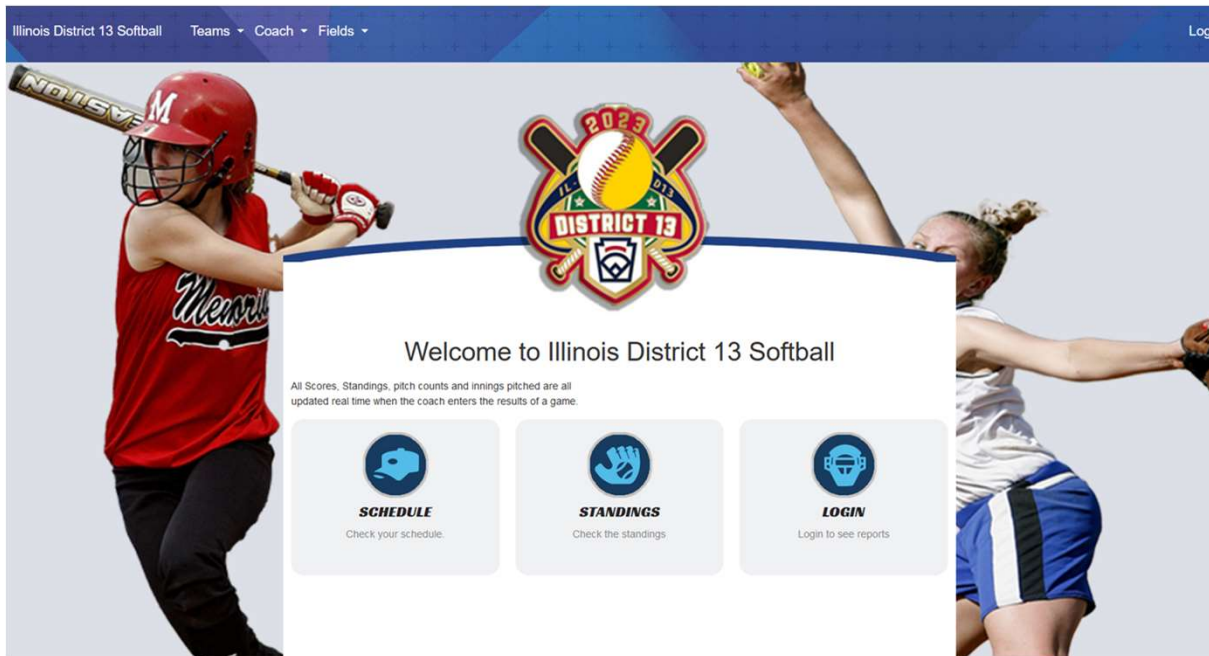 Illinois District 13 Softball Teams Coach Fields Log
EASTON
M
2023
IL- D13
DISTRICT 13
Welcome to Illinois District 13 Softball
All Scores, Standings, pitch counts and innings pitched are all
updated real time when the coach enters the results of a game.
SCHEDULE
Check your schedule.
STANDINGS
Check the standings
LOGIN
Login to see reports
Memori